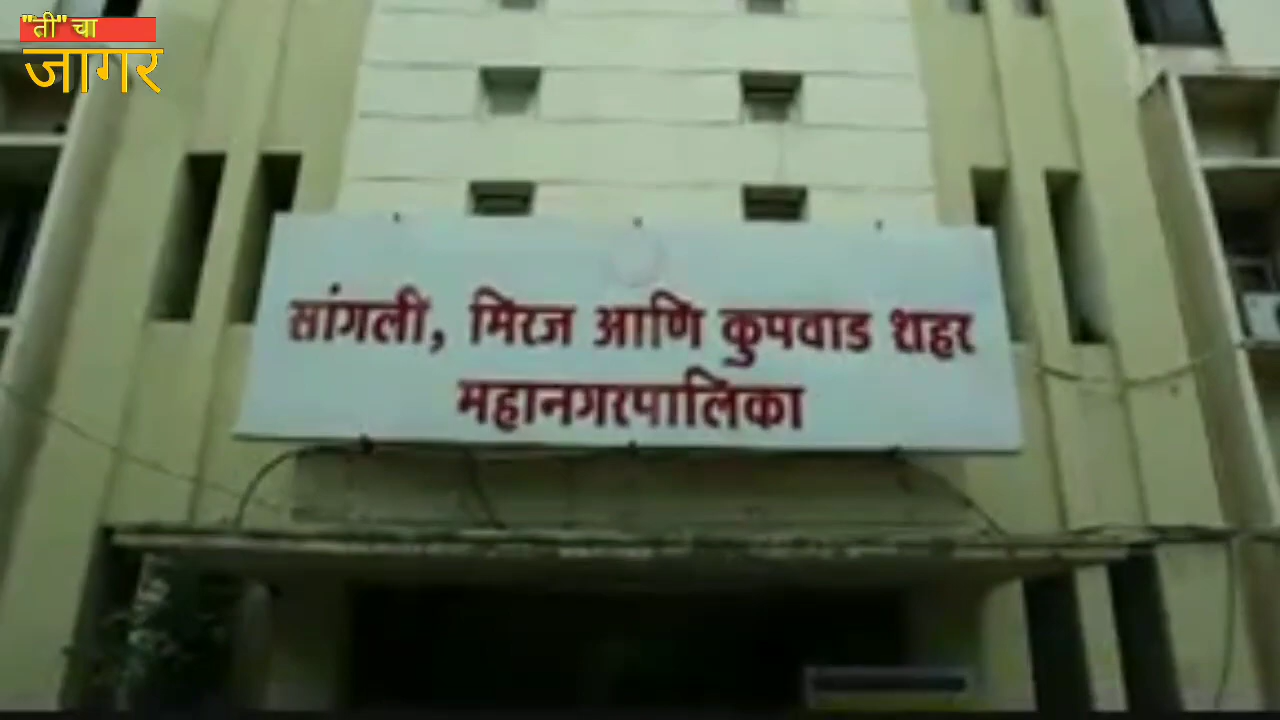 "ती" चा
जागर
सांगली, मिरज आणि कुपवाड शहर
महानगरपालिका